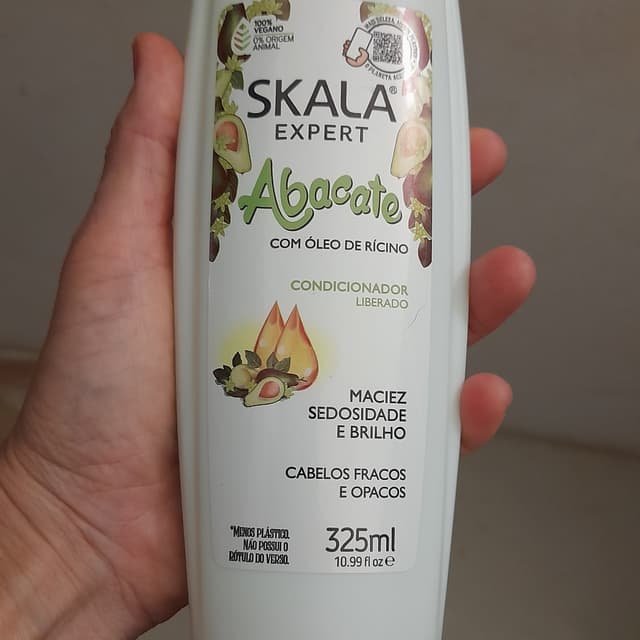 100%
VEGANO
0% ORIGEM
ANIMAL
SKALA®
EXPERT
Abacate
COM ÓLEO DE RÍCINO
CONDICIONADOR
LIBERADO
MACIEZ
SEDOSIDADE
E BRILHO
CABELOS FRACOS
E OPACOS
*MENOS PLÁSTICO.
NÃO POSSUI O
RÓTULO DO VERSO.
325ml
10.99 fl oz ℮